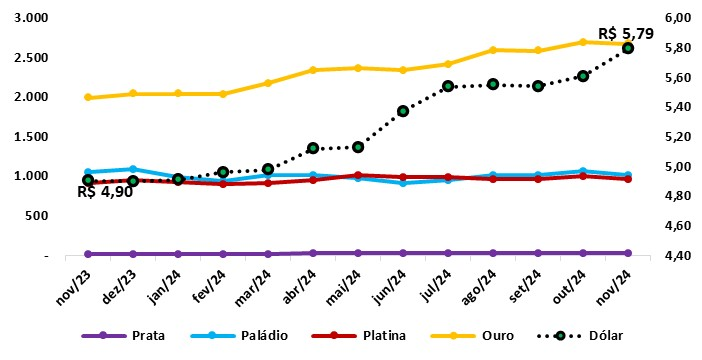 3.000
2.500
2.000
1.500
1.000
500
-
6,00
5,80
5,60
5,40
5,20
5,00
4,80
4,60
4,40
R$ 5,79
R$ 4,90
nov/23
dez/23
jan/24
fev/24
mar/24
abr/24
mai/24
jun/24
jul/24
ago/24
set/24
out/24
nov/24
Prata
Paládio
Platina
Ouro
Dólar